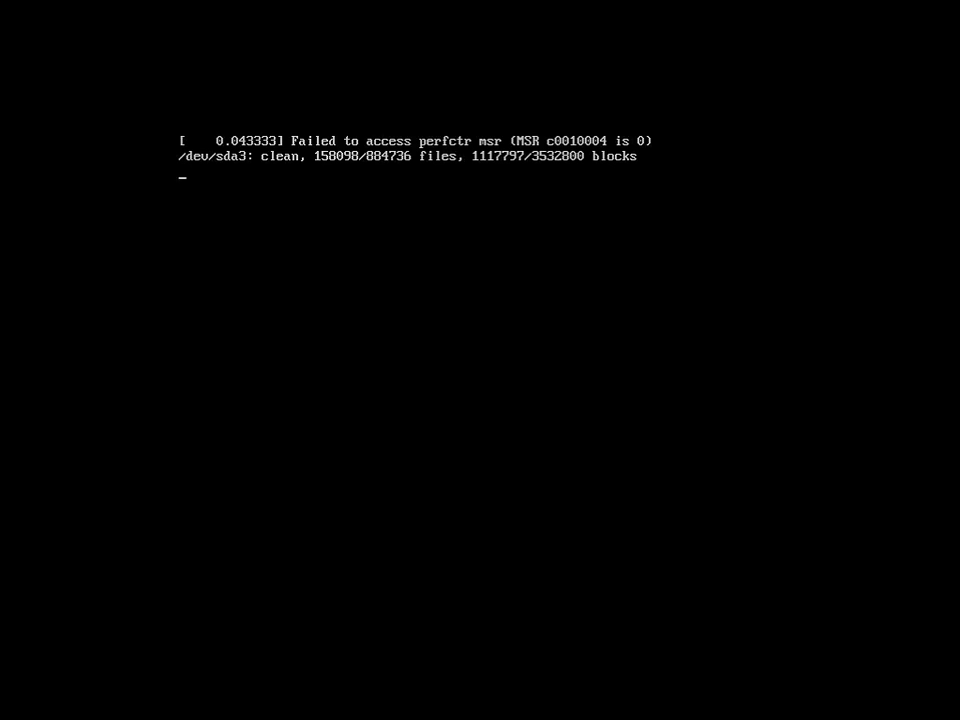 [    0.043333] Failed to access perfctr msr (MSR c0010004 is 0)
/dev/sda3: clean, 158098/884736 files, 1117797/3532800 blocks
_